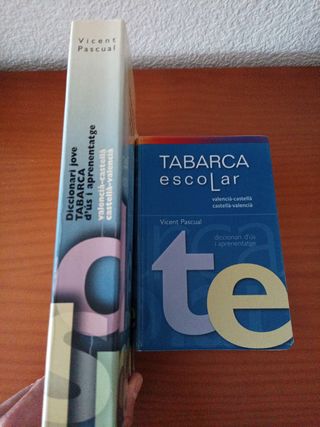 Vicent
Pascual
Diccionari jove
TABARCA
d'ús i aprenentatge
valencià-castellà
castellà-valencià
TABARCA
escoLar
valencià-castellà
castellà-valencià
Vicent Pascual
diccionari d'ús
i aprenentatge
te